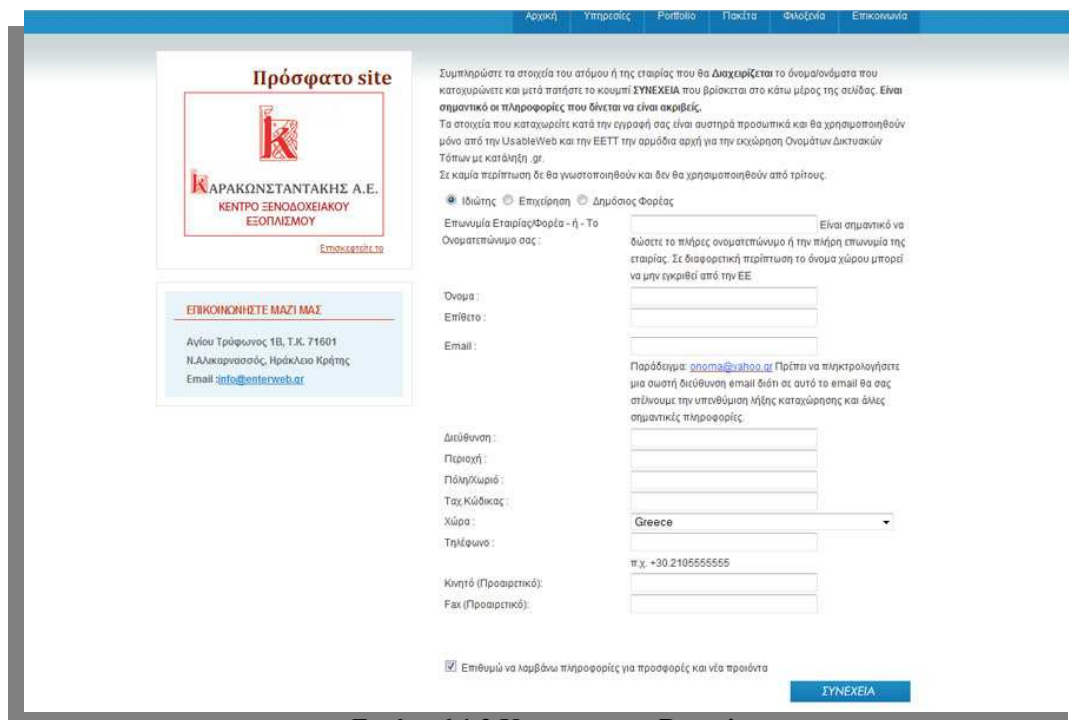 Αρχική Υπηρεσίες Portfolio Πακέτα Φιλοξενία Επικοινωνία
Πρόσφατο site
ΚΑΡΑΚΩΝΣΤΑΝΤΑΚΗΣ Α.Ε.
ΚΕΝΤΡΟ ΞΕΝΟΔΟΧΕΙΑΚΟΥ
ΕΞΟΠΛΙΣΜΟΥ
Επισκεφτείτε το
ΕΠΙΚΟΙΝΩΝΗΣΤΕ ΜΑΖΙ ΜΑΣ
Αγίου Τρύφωνος 1Β, Τ.Κ. 71601
Ν.Αλικαρνασσός, Ηράκλειο Κρήτης
Email :info@enterweb.gr
Συμπληρώστε τα στοιχεία του ατόμου ή της εταιρίας που θα Διαχειρίζεται το όνομα/ονόματα που
κατοχυρώνετε και μετά πατήστε το κουμπί ΣΥΝΕΧΕΙΑ που βρίσκεται στο κάτω μέρος της σελίδας. Είναι
σημαντικό οι πληροφορίες που δίνεται να είναι ακριβείς.
Τα στοιχεία που καταχωρείτε κατά την εγγραφή σας είναι αυστηρά προσωπικά και θα χρησιμοποιηθούν
μόνο από την UsableWeb και την ΕΕΤΤ την αρμόδια αρχή για την εκχώρηση Ονομάτων Δικτυακών
Τόπων με κατάληξη .gr.
Σε καμία περίπτωση δε θα γνωστοποιηθούν και δεν θα χρησιμοποιηθούν από τρίτους.
Ιδιώτης Επιχείρηση Δημόσιος Φορέας
Επωνυμία Εταιρίας/Φορέα - ή - Το
Ονοματεπώνυμο σας :
Είναι σημαντικό να
δώσετε το πλήρες ονοματεπώνυμο ή την πλήρη επωνυμία της
εταιρίας. Σε διαφορετική περίπτωση το όνομα χώρου μπορεί
να μην εγκριθεί από την ΕΕ
Όνομα :
Επίθετο :
Email :
Παράδειγμα: onoma@yahoo.gr Πρέπει να πληκτρολογήσετε
μια σωστή διεύθυνση email διότι σε αυτό το email θα σας
στέλνουμε την υπενθύμιση λήξης καταχώρησης και άλλες
σημαντικές πληροφορίες.
Διεύθυνση :
Περιοχή :
Πόλη/Χωριό :
Ταχ.Κώδικας :
Χώρα : Greece
Τηλέφωνο :
π.χ. +30.2105555555
Κινητό (Προαιρετικό):
Fax (Προαιρετικό):
Επιθυμώ να λαμβάνω πληροφορίες για προσφορές και νέα προιόντα
ΣΥΝΕΧΕΙΑ